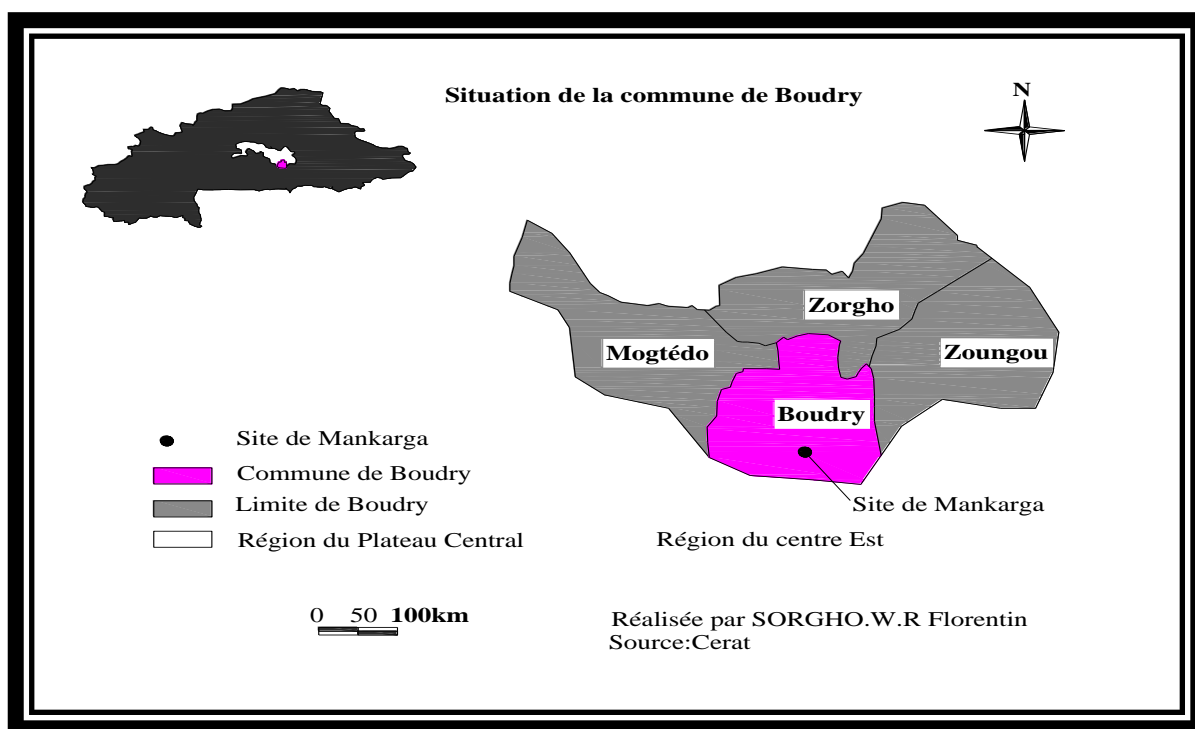 Situation de la commune de Boudry
N
Zorgho
Mogtédo
Zoungou
Boudry
Site de Mankarga
Commune de Boudry
Limite de Boudry
Région du Plateau Central
Site de Mankarga
Région du centre Est
0 50 100km
Réalisée par SORGHO.W.R Florentin
Source:Cerat